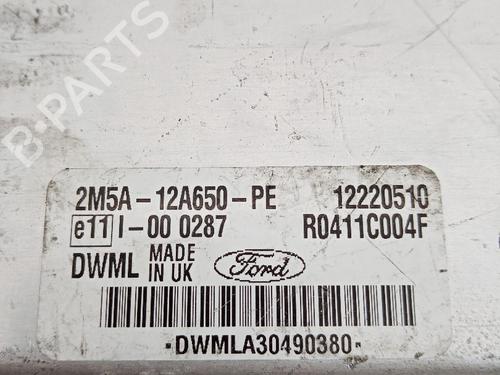 B-PARTS
2M5A-12A650-PE 12220510
e11 I-00 0287 R0411C004F
DWML MADE IN UK Ford
·DWMLA30490380·